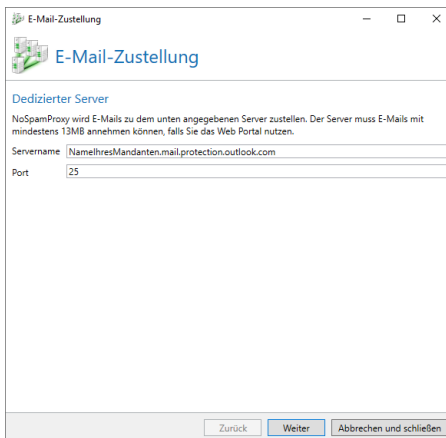 E-Mail-Zustellung
E-Mail-Zustellung
Dedizierter Server
NoSpamProxy wird E-Mails zu dem unten angegebenen Server zustellen. Der Server muss E-Mails mit
mindestens 13MB annehmen können, falls Sie das Web Portal nutzen.
Servername NameIhresMandanten.mail.protection.outlook.com
Port 25
Zurück Weiter Abbrechen und schließen